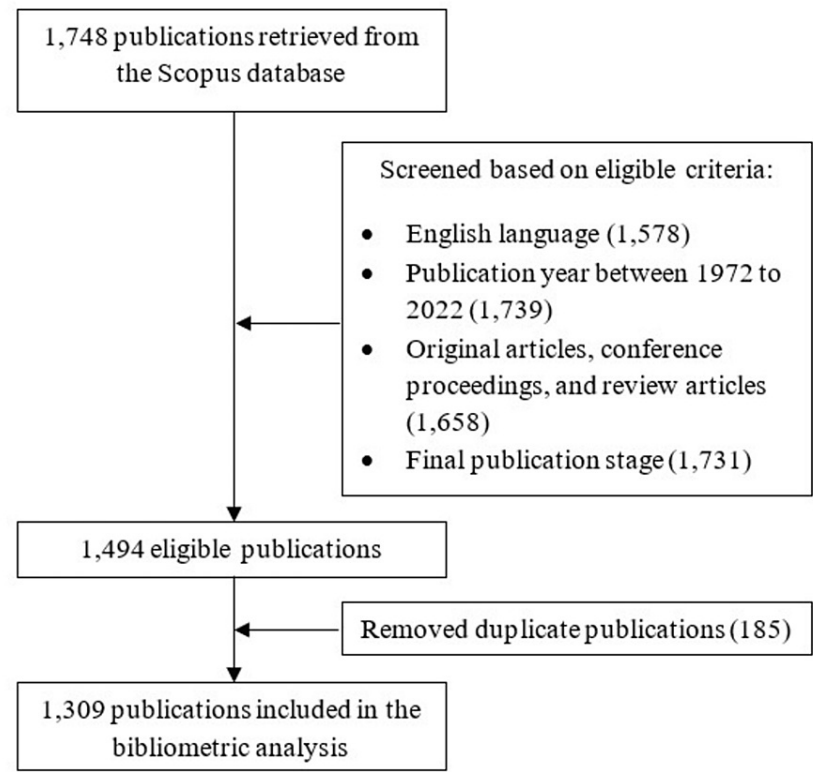 1,748 publications retrieved from
the Scopus database
Screened based on eligible criteria:
• English language (1,578)
• Publication year between 1972 to
2022 (1,739)
• Original articles, conference
proceedings, and review articles
(1,658)
• Final publication stage (1,731)
1,494 eligible publications
Removed duplicate publications (185)
1,309 publications included in the
bibliometric analysis